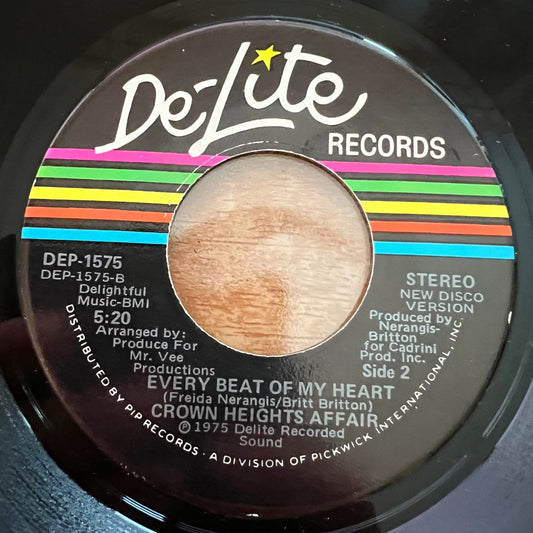 De-Lite
RECORDS
DEP-1575
DEP-1575-B
Delightful
Music-BMI
5:20
Arranged by:
Produce For
Mr. Vee
Productions
STEREO
NEW DISCO
VERSION
Produced by
Nerangis-
Britton
for Cadrini
Prod. Inc.
Side 2
EVERY BEAT OF MY HEART
(Freida Nerangis/Britt Britton)
CROWN HEIGHTS AFFAIR
℗ 1975 Delite Recorded
Sound
DISTRIBUTED BY PIP RECORDS · A DIVISION OF PICKWICK INTERNATIONAL, INC.